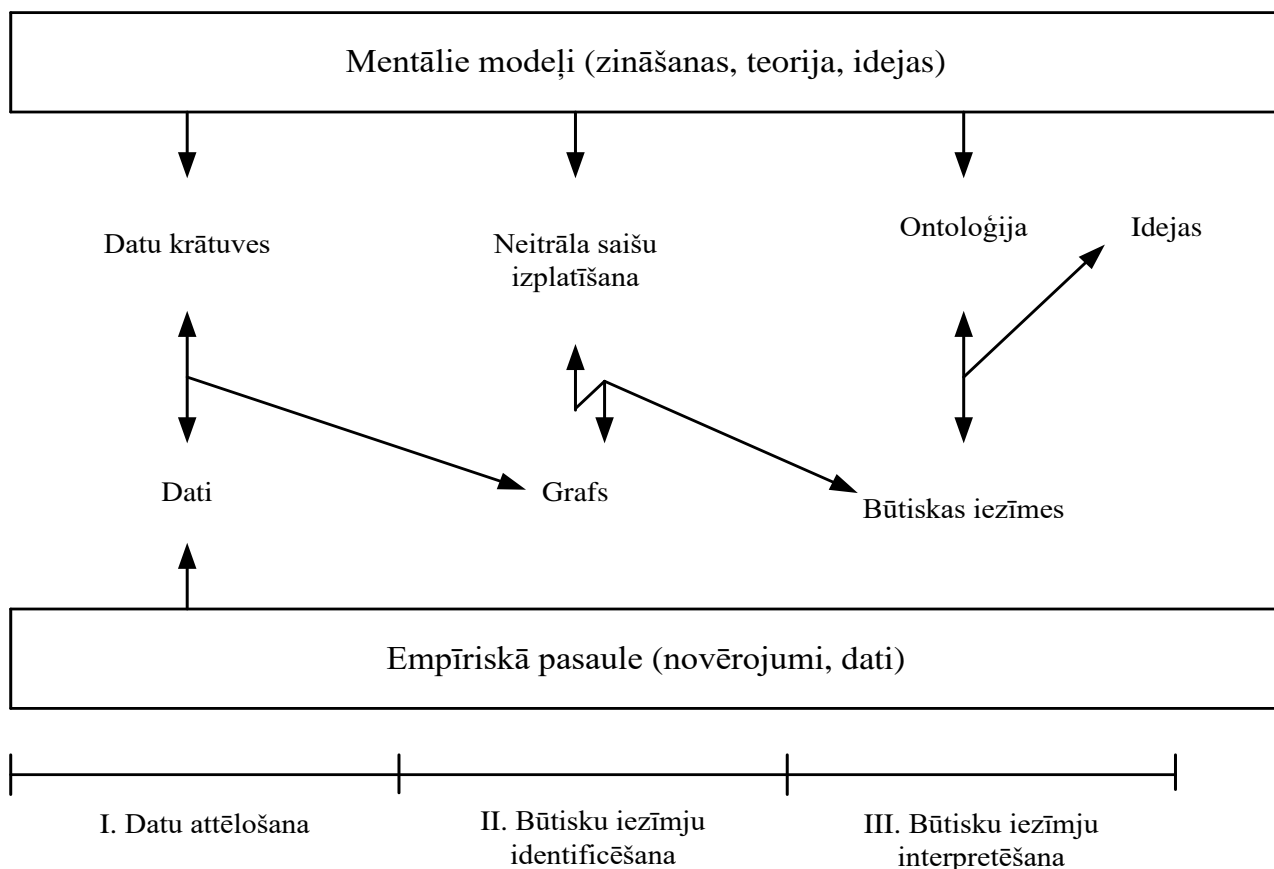 Mentālie modeļi (zināšanas, teorija, idejas)
Datu krātuves
Neitrāla saišu
izplatīšana
Ontoloģija
Idejas
Dati
Grafs
Būtiskas iezīmes
Empīriskā pasaule (novērojumi, dati)
I. Datu attēlošana
II. Būtisku iezīmju
identificēšana
III. Būtisku iezīmju
interpretēšana